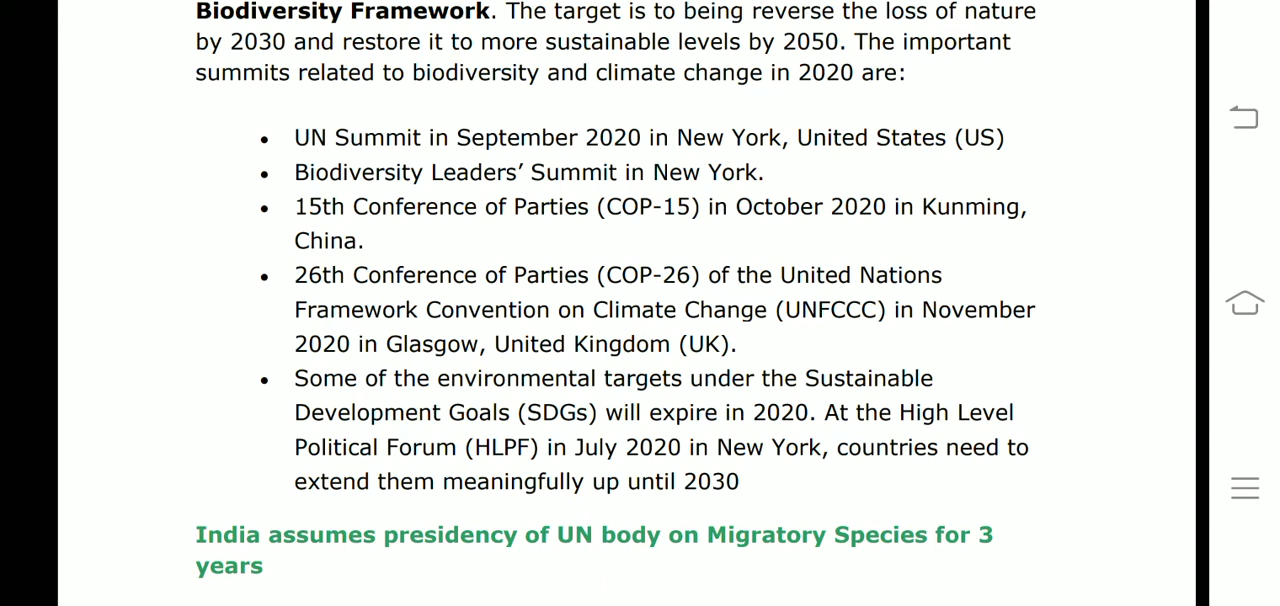 Biodiversity Framework. The target is to being reverse the loss of nature
by 2030 and restore it to more sustainable levels by 2050. The important
summits related to biodiversity and climate change in 2020 are:
• UN Summit in September 2020 in New York, United States (US)
• Biodiversity Leaders’ Summit in New York.
• 15th Conference of Parties (COP-15) in October 2020 in Kunming,
China.
• 26th Conference of Parties (COP-26) of the United Nations
Framework Convention on Climate Change (UNFCCC) in November
2020 in Glasgow, United Kingdom (UK).
• Some of the environmental targets under the Sustainable
Development Goals (SDGs) will expire in 2020. At the High Level
Political Forum (HLPF) in July 2020 in New York, countries need to
extend them meaningfully up until 2030
India assumes presidency of UN body on Migratory Species for 3
years